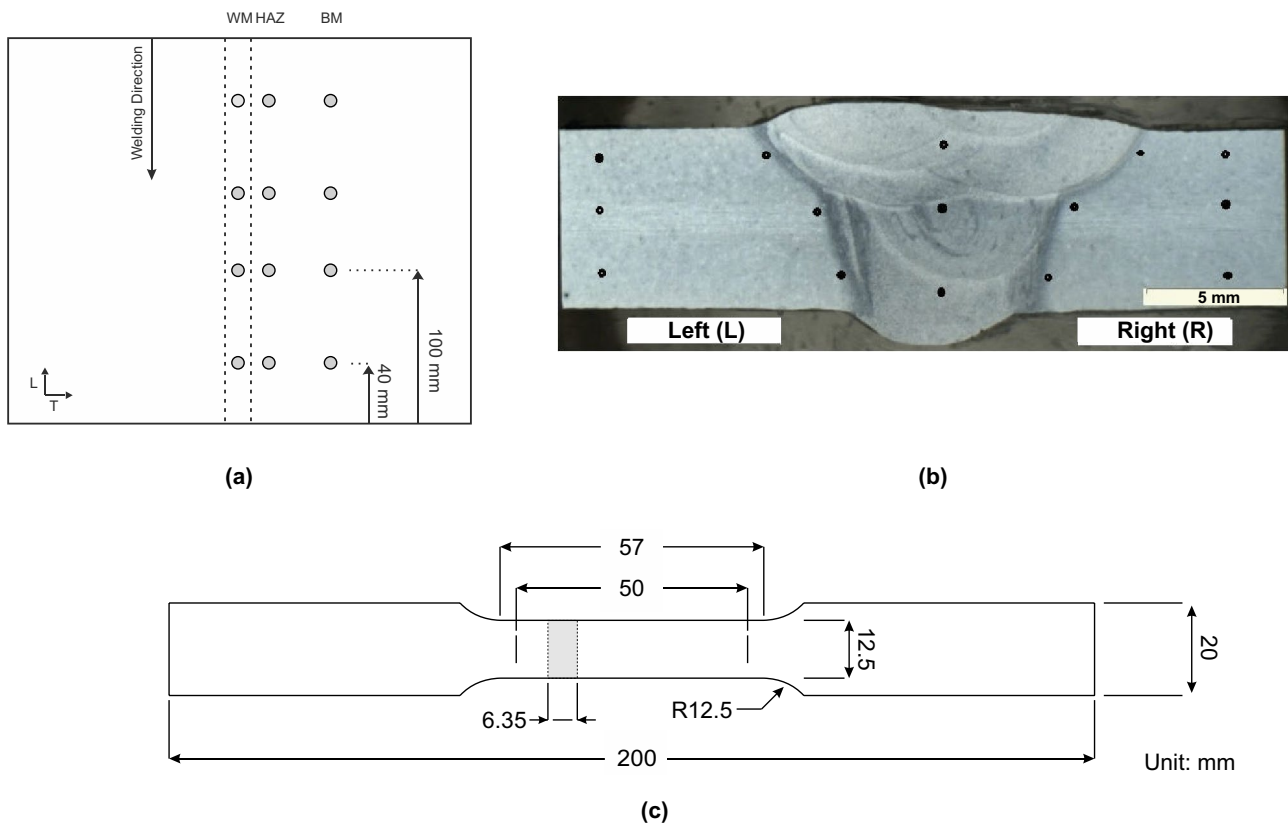 WM HAZ BM
Welding Direction
100 mm
40 mm
L
T
(a)
5 mm
Left (L) Right (R)
(b)
57
50
12.5
20
6.35
R12.5
200
Unit: mm
(c)